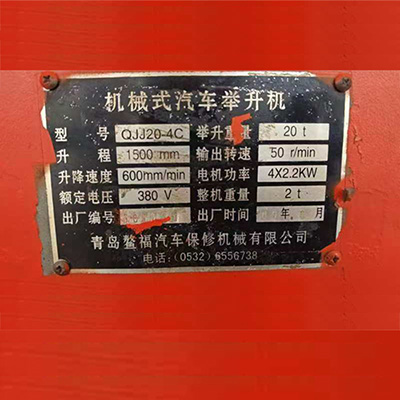 机械式汽车举升机
型号 QJJ20-4C 举升重量 20 t
升程 1500 mm 输出转速 50 r/min
升降速度 600mm/min 电机功率 4X2.2KW
额定电压 380 V 整机重量 2 t
出厂编号 出厂时间 年 月
青岛鳌福汽车保修机械有限公司
电话:(0532) 6556738